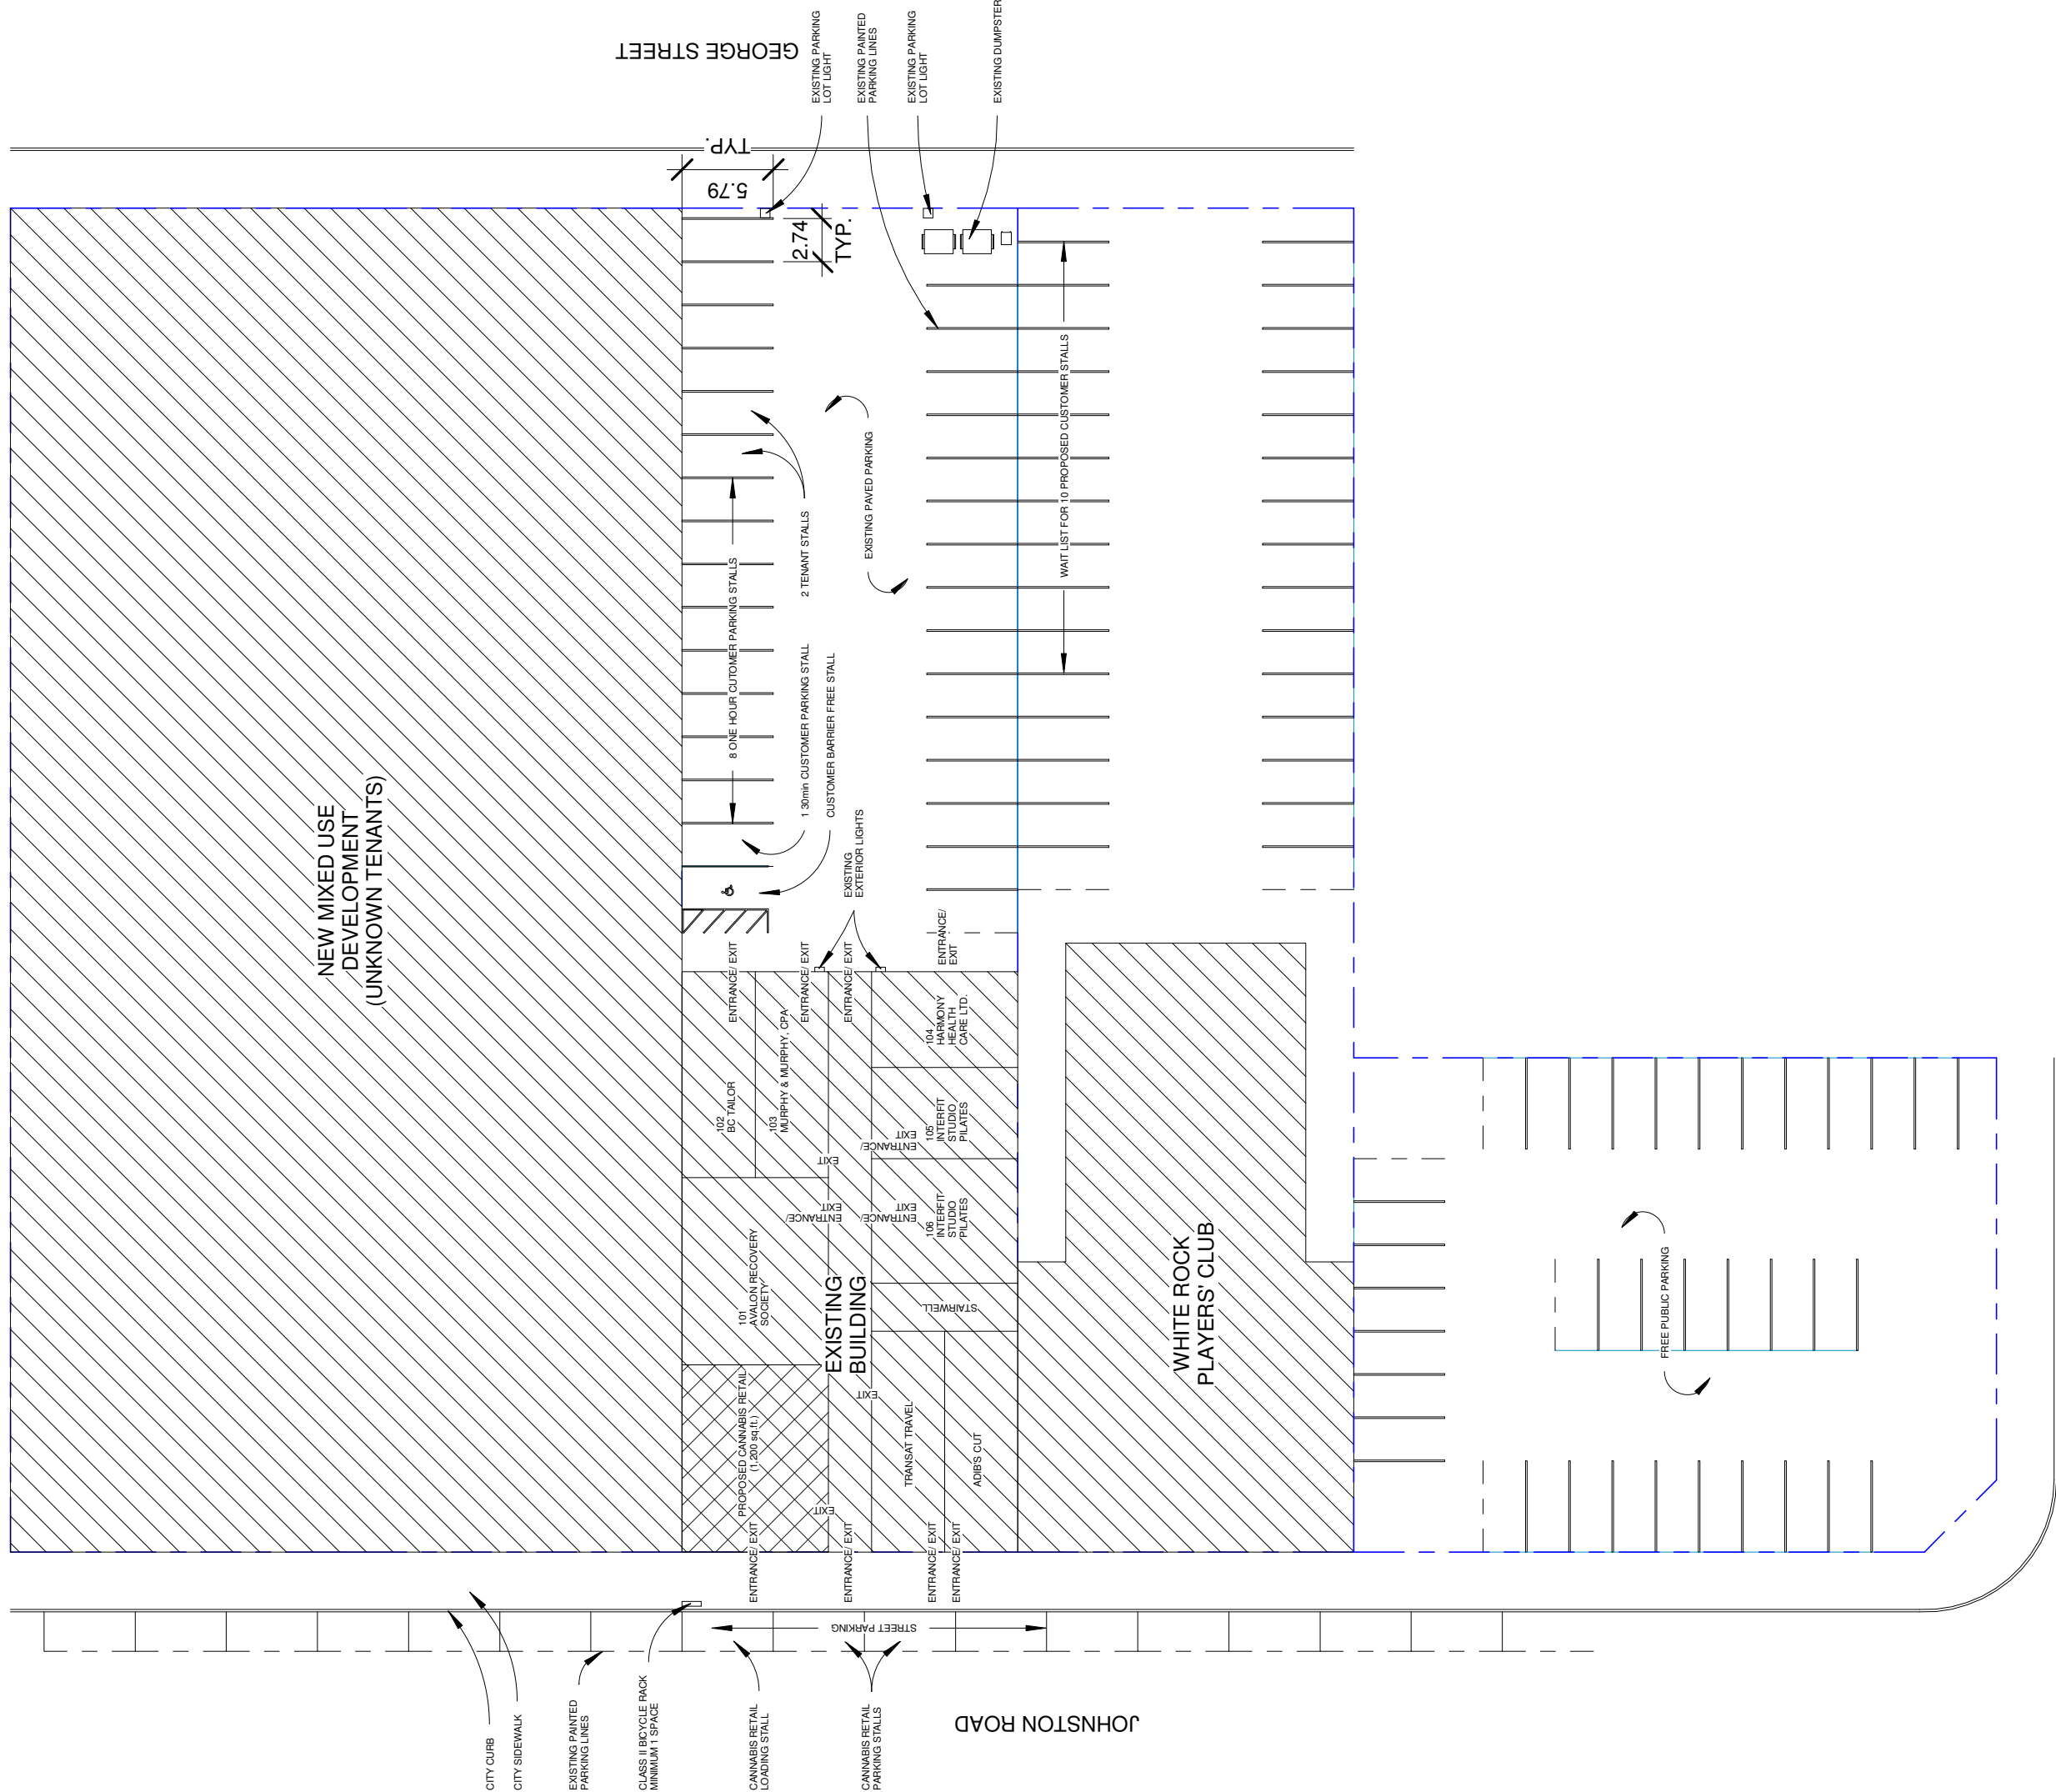 GEORGE STREET
EXISTING PARKING
LOT LIGHT
EXISTING PAINTED
PARKING LINES
EXISTING PARKING
LOT LIGHT
EXISTING DUMPSTER
TYP.
5.79
2.74
TYP.
NEW MIXED USE
DEVELOPMENT
(UNKNOWN TENANTS)
8 ONE HOUR CUTOMER PARKING STALLS
2 TENANT STALLS
1 30min CUSTOMER PARKING STALL
CUSTOMER BARRIER FREE STALL
EXISTING PAVED PARKING
WAIT LIST FOR 10 PROPOSED CUSTOMER STALLS
EXISTING
EXTERIOR LIGHTS
ENTRANCE/ EXIT
ENTRANCE/ EXIT
ENTRANCE/ EXIT
ENTRANCE/
EXIT
102
BC TAILOR
103
MURPHY & MURPHY, CPA
104
HARMONY
HEALTH
CARE LTD.
105
INTERFIT
STUDIO
PILATES
ENTRANCE/
EXIT
EXIT
ENTRANCE/
EXIT
ENTRANCE/
EXIT
106
INTERFIT
STUDIO
PILATES
101
AVALON RECOVERY
SOCIETY
EXISTING
BUILDING
STAIRWELL
WHITE ROCK
PLAYERS' CLUB
PROPOSED CANNABIS RETAIL
(1,200 sq.ft.)
EXIT
EXIT
TRANSAT TRAVEL
ADIB'S CUT
ENTRANCE/ EXIT
ENTRANCE/ EXIT
ENTRANCE/ EXIT
ENTRANCE/ EXIT
FREE PUBLIC PARKING
STREET PARKING
CITY CURB
CITY SIDEWALK
EXISTING PAINTED
PARKING LINES
CLASS II BICYCLE RACK
MINIMUM 1 SPACE
CANNABIS RETAIL
LOADING STALL
CANNABIS RETAIL
PARKING STALLS
JOHNSTON ROAD